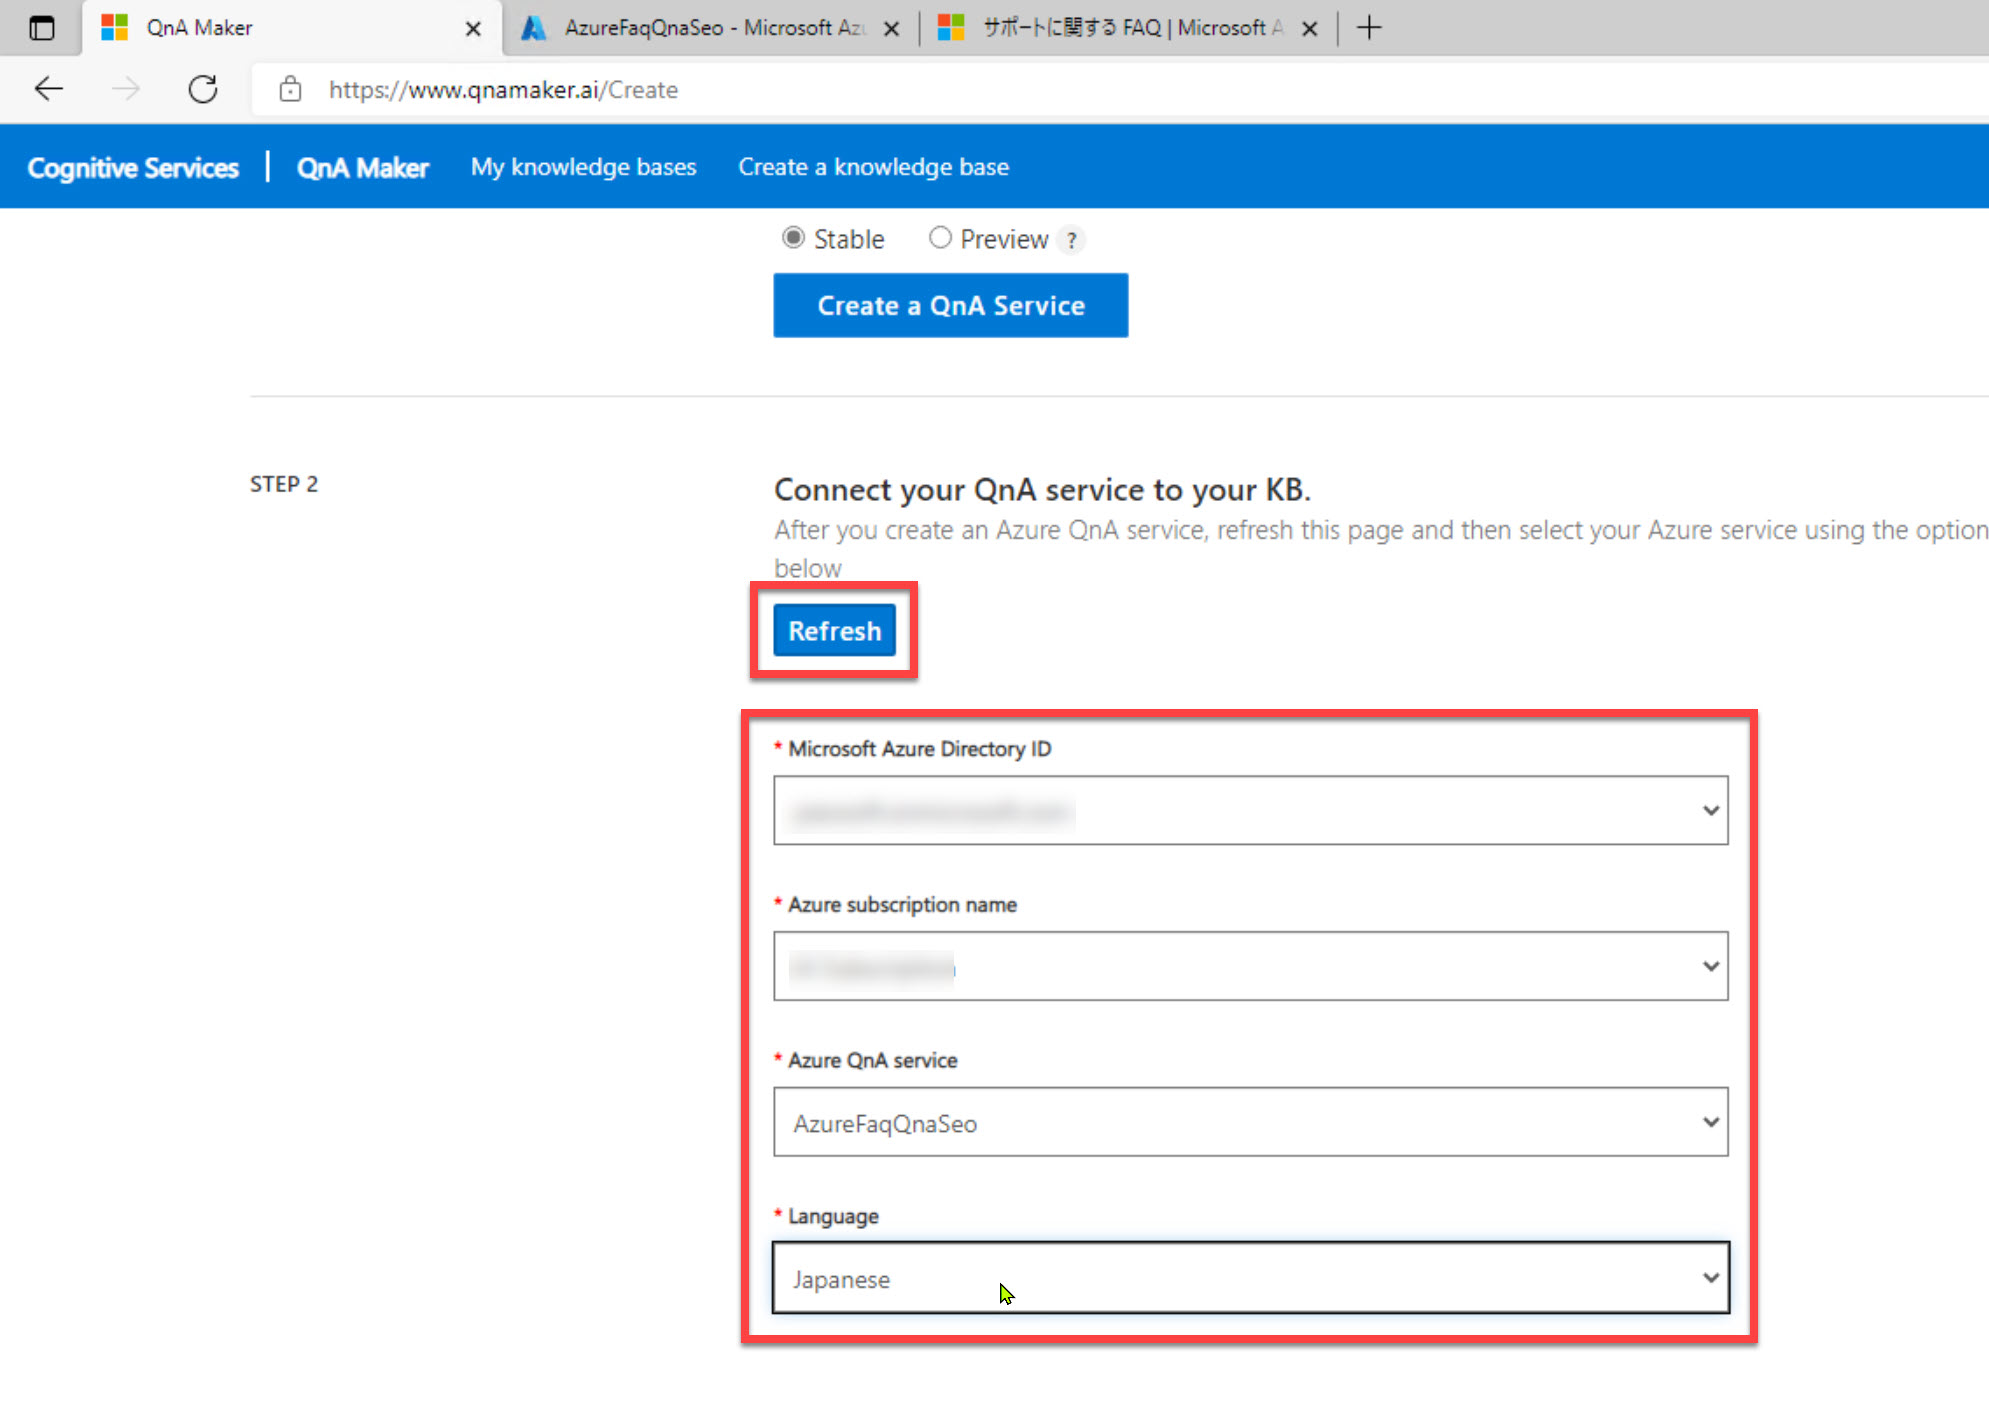 QnA Maker
AzureFaqQnaSeo - Microsoft Az
サポートに関する FAQ | Microsoft A
https://www.qnamaker.ai/Create
Cognitive Services | QnA Maker My knowledge bases Create a knowledge base
Stable Preview ?
Create a QnA Service
STEP 2
Connect your QnA service to your KB.
After you create an Azure QnA service, refresh this page and then select your Azure service using the option
below
Refresh
* Microsoft Azure Directory ID
* Azure subscription name
* Azure QnA service
AzureFaqQnaSeo
* Language
Japanese